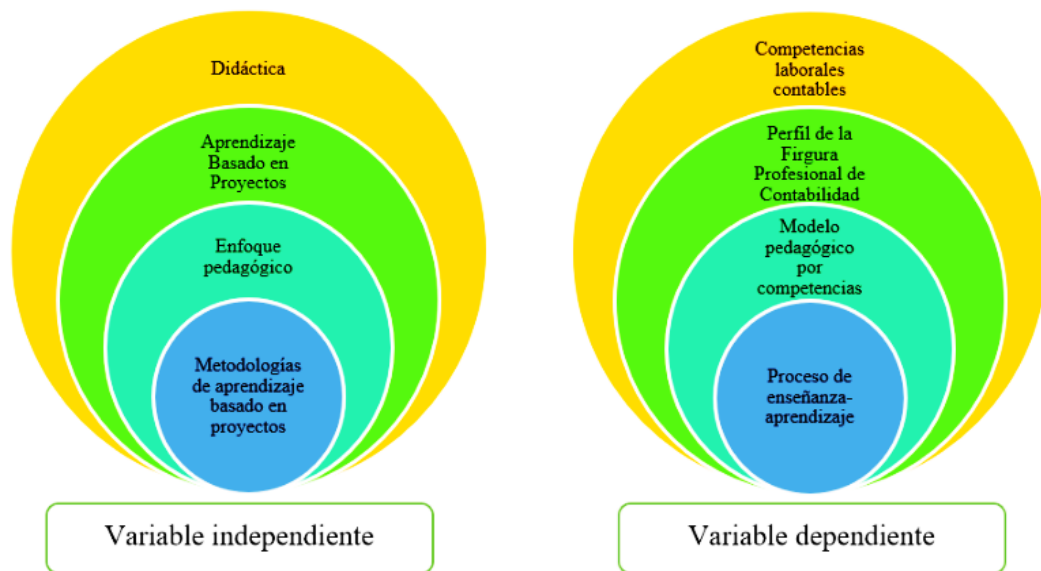 Didáctica
Aprendizaje
Basado en
Proyectos
Enfoque
pedagógico
Metodologías
de aprendizaje
basado en
proyectos
Variable independiente
Competencias
laborales
contables
Perfil de la
Firgura
Profesional de
Contabilidad
Modelo
pedagógico
por
competencias
Proceso de
enseñanza-
aprendizaje
Variable dependiente